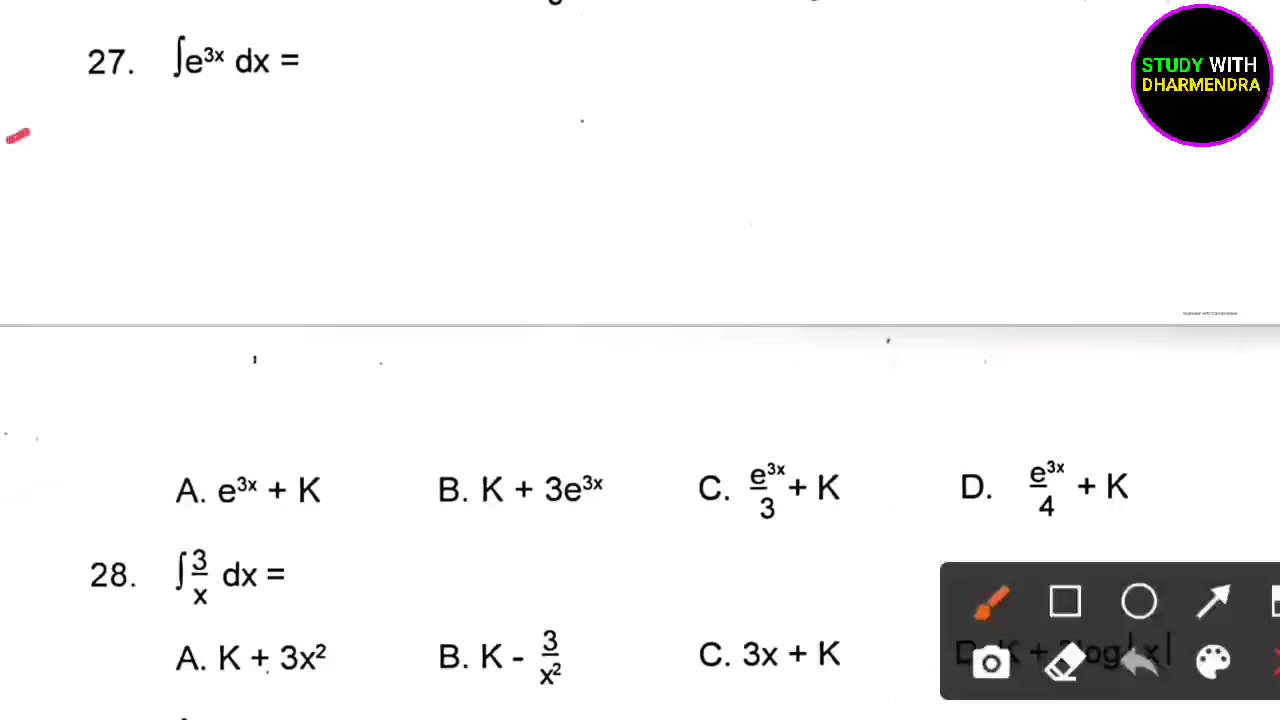 27. ∫e³ˣ dx =
STUDY WITH
DHARMENDRA
A. e³ˣ + K B. K + 3e³ˣ C. e³ˣ/3 + K D. e³ˣ/4 + K
28. ∫3/x dx =
A. K + 3x² B. K - 3/x² C. 3x + K D. K + 3log|x|